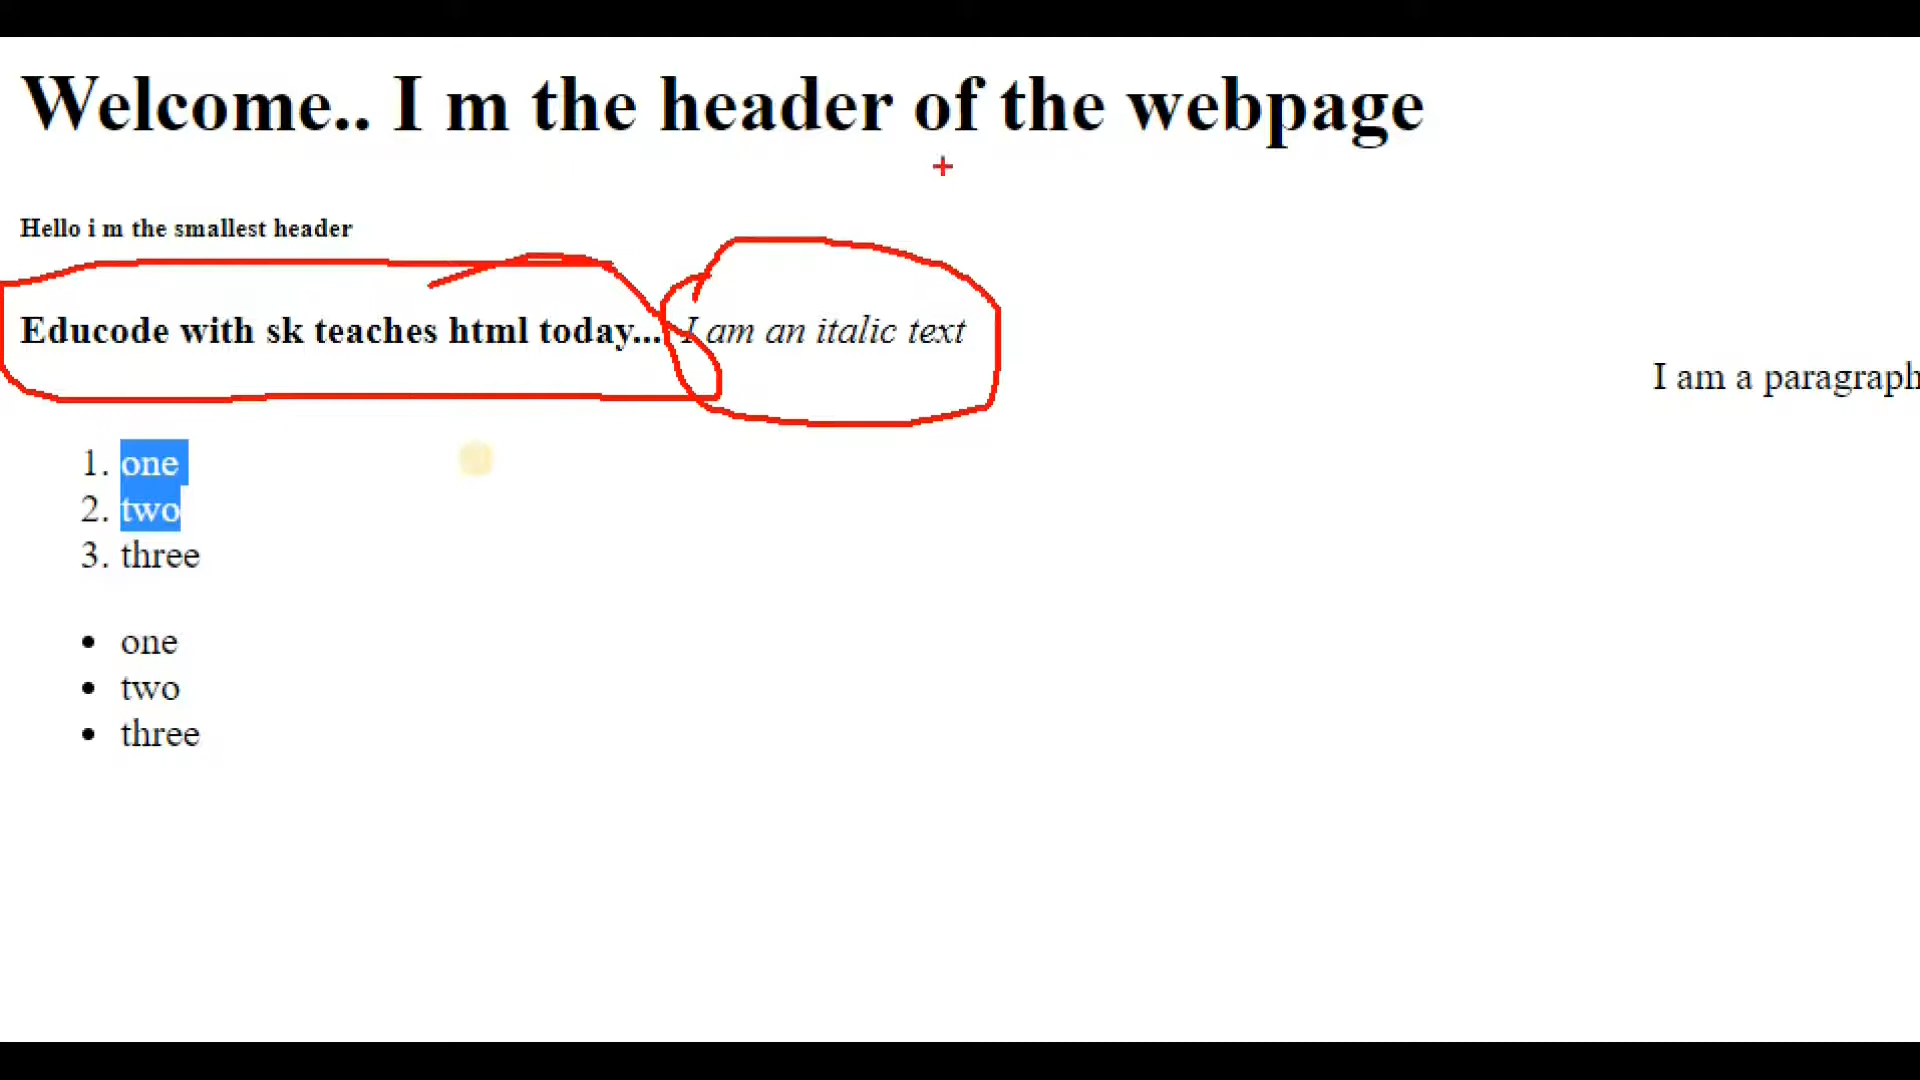 Welcome.. I m the header of the webpage
Hello i m the smallest header
Educode with sk teaches html today... I am an italic text
I am a paragraph
1. one
2. two
3. three
• one
• two
• three